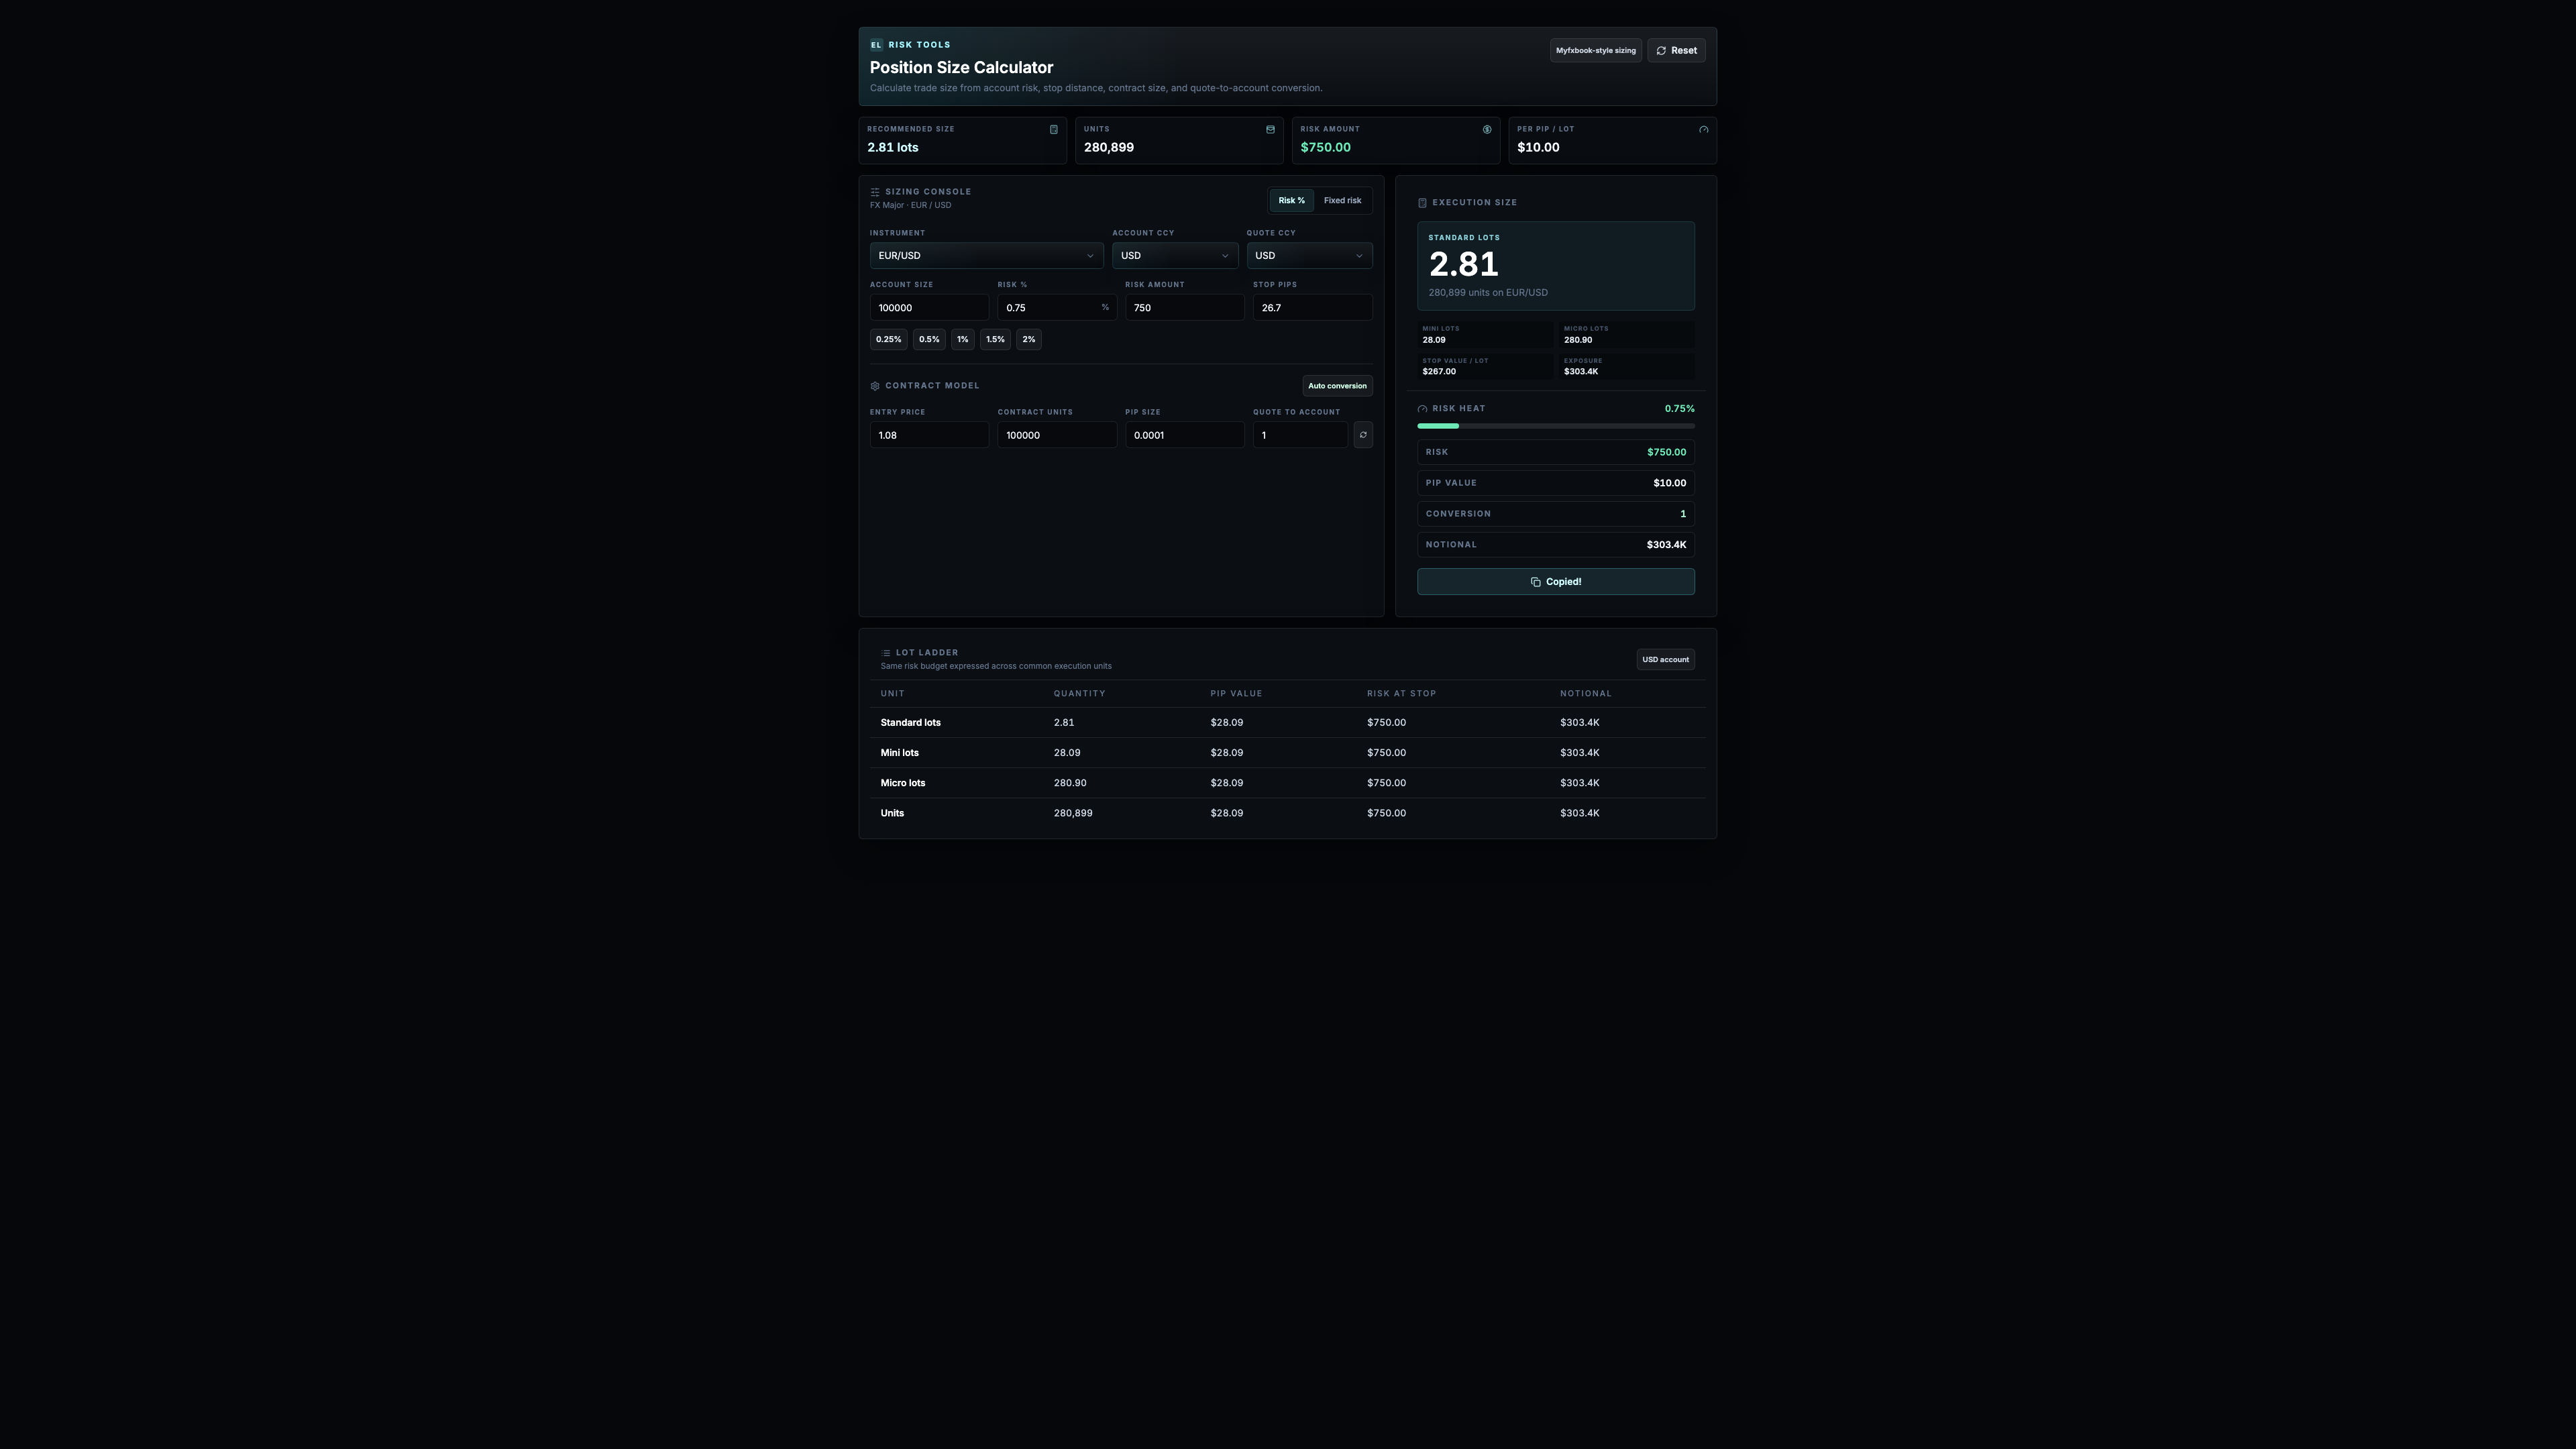 EL RISK TOOLS
Position Size Calculator
Calculate trade size from account risk, stop distance, contract size, and quote-to-account conversion.
Myfxbook-style sizing
Reset
RECOMMENDED SIZE
2.81 lots
UNITS
280,899
RISK AMOUNT
$750.00
PER PIP / LOT
$10.00
SIZING CONSOLE
FX Major · EUR / USD
Risk % Fixed risk
INSTRUMENT ACCOUNT CCY QUOTE CCY
EUR/USD USD USD
ACCOUNT SIZE RISK % RISK AMOUNT STOP PIPS
100000 0.75 % 750 26.7
0.25% 0.5% 1% 1.5% 2%
CONTRACT MODEL
Auto conversion
ENTRY PRICE CONTRACT UNITS PIP SIZE QUOTE TO ACCOUNT
1.08 100000 0.0001 1
EXECUTION SIZE
STANDARD LOTS
2.81
280,899 units on EUR/USD
MINI LOTS MICRO LOTS
28.09 280.90
STOP VALUE / LOT EXPOSURE
$267.00 $303.4K
RISK HEAT 0.75%
RISK $750.00
PIP VALUE $10.00
CONVERSION 1
NOTIONAL $303.4K
Copied!
LOT LADDER
Same risk budget expressed across common execution units
USD account
UNIT QUANTITY PIP VALUE RISK AT STOP NOTIONAL
Standard lots 2.81 $28.09 $750.00 $303.4K
Mini lots 28.09 $28.09 $750.00 $303.4K
Micro lots 280.90 $28.09 $750.00 $303.4K
Units 280,899 $28.09 $750.00 $303.4K